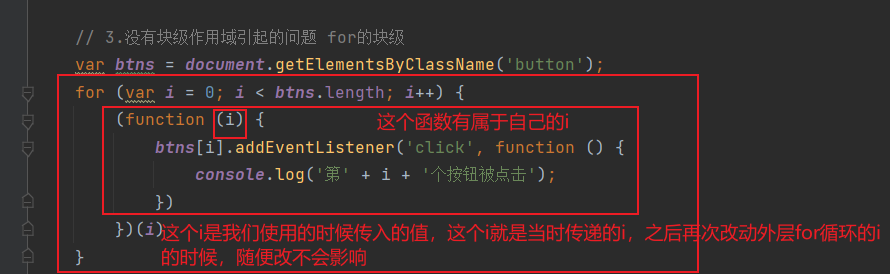 // 3.没有块级作用域引起的问题 for的块级
var btns = document.getElementsByClassName('button');
for (var i = 0; i < btns.length; i++) {
(function (i) { 这个函数有属于自己的i
btns[i].addEventListener('click', function () {
console.log('第' + i + '个按钮被点击');
})
})(i)这个i是我们使用的时候传入的值，这个i就是当时传递的i，之后再次改动外层for循环的i
的时候，随便改不会影响
}